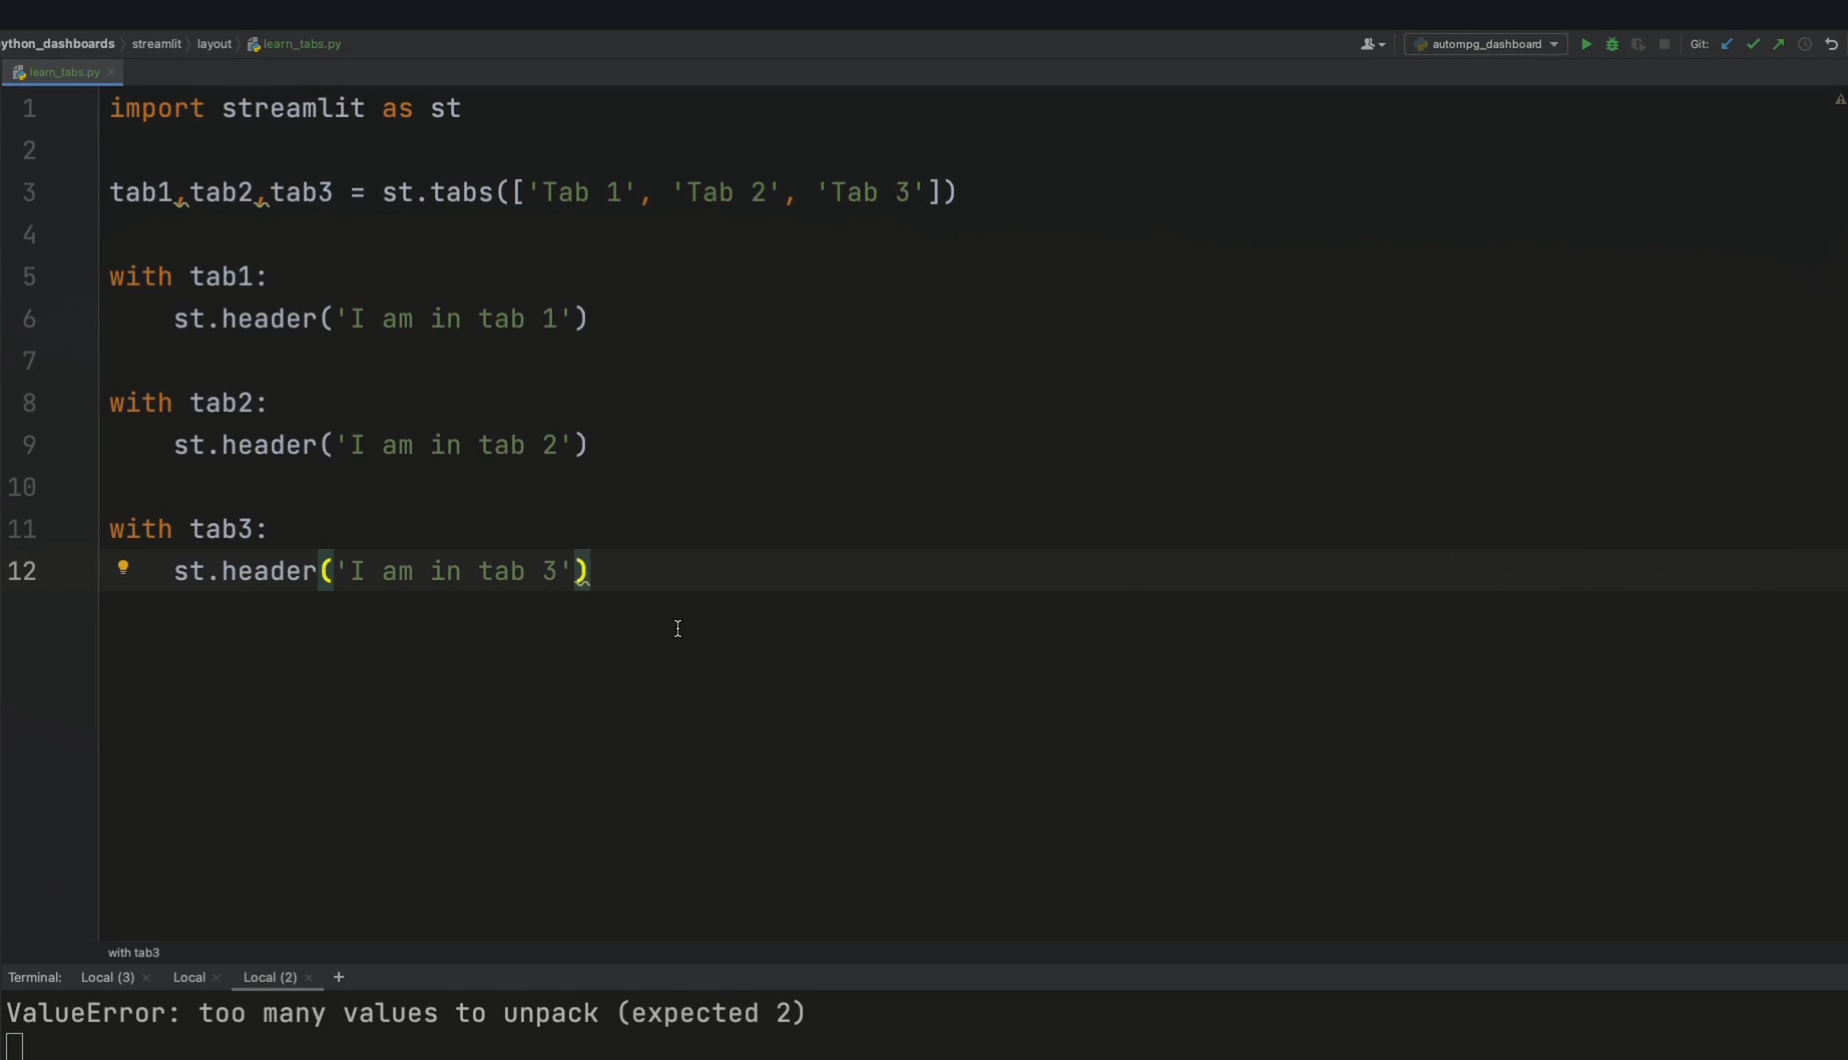 ython_dashboards streamlit layout learn_tabs.py
autompg_dashboard Git:
learn_tabs.py
1 import streamlit as st
2
3 tab1,tab2,tab3 = st.tabs(['Tab 1', 'Tab 2', 'Tab 3'])
4
5 with tab1:
6 st.header('I am in tab 1')
7
8 with tab2:
9 st.header('I am in tab 2')
10
11 with tab3:
12 st.header('I am in tab 3')
with tab3
Terminal: Local (3) Local Local (2) +
ValueError: too many values to unpack (expected 2)